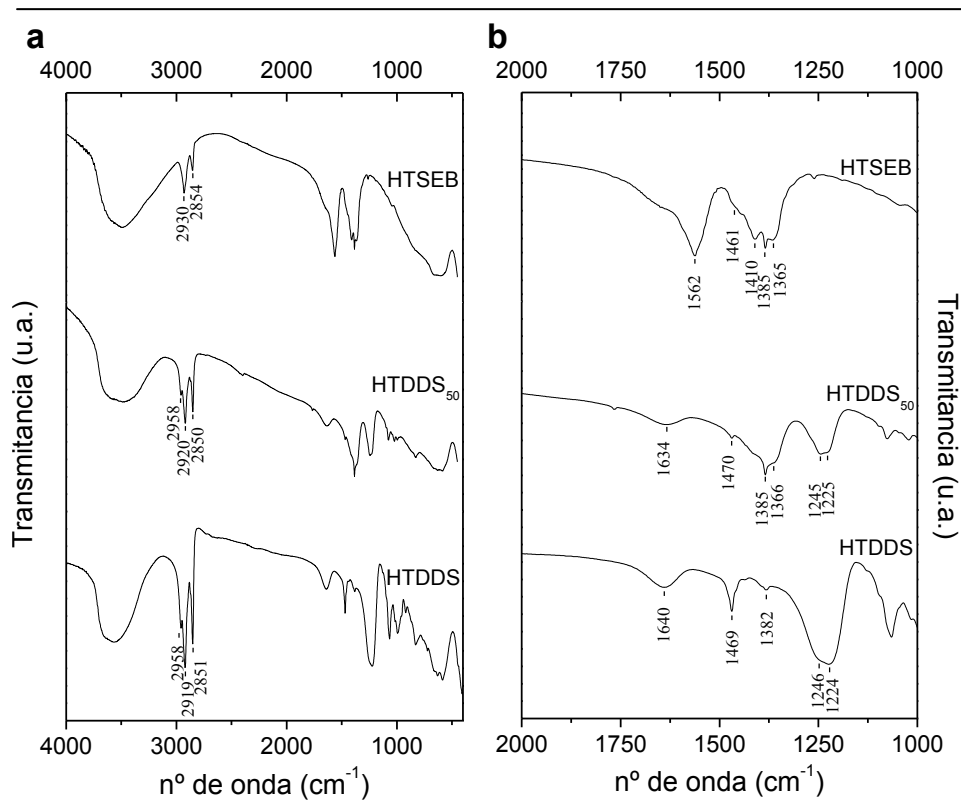 a
b
4000 3000 2000 1000
2000 1750 1500 1250 1000
HTSEB
2930
2854
HTDDS50
2958
2920
2850
HTDDS
2958
2919
2851
4000 3000 2000 1000
nº de onda (cm-1)
Transmitancia (u.a.)
HTSEB
1562
1461
1410
1385
1365
HTDDS50
1634
1470
1385
1366
1245
1225
HTDDS
1640
1469
1382
1246
1224
2000 1750 1500 1250 1000
nº de onda (cm-1)
Transmitancia (u.a.)